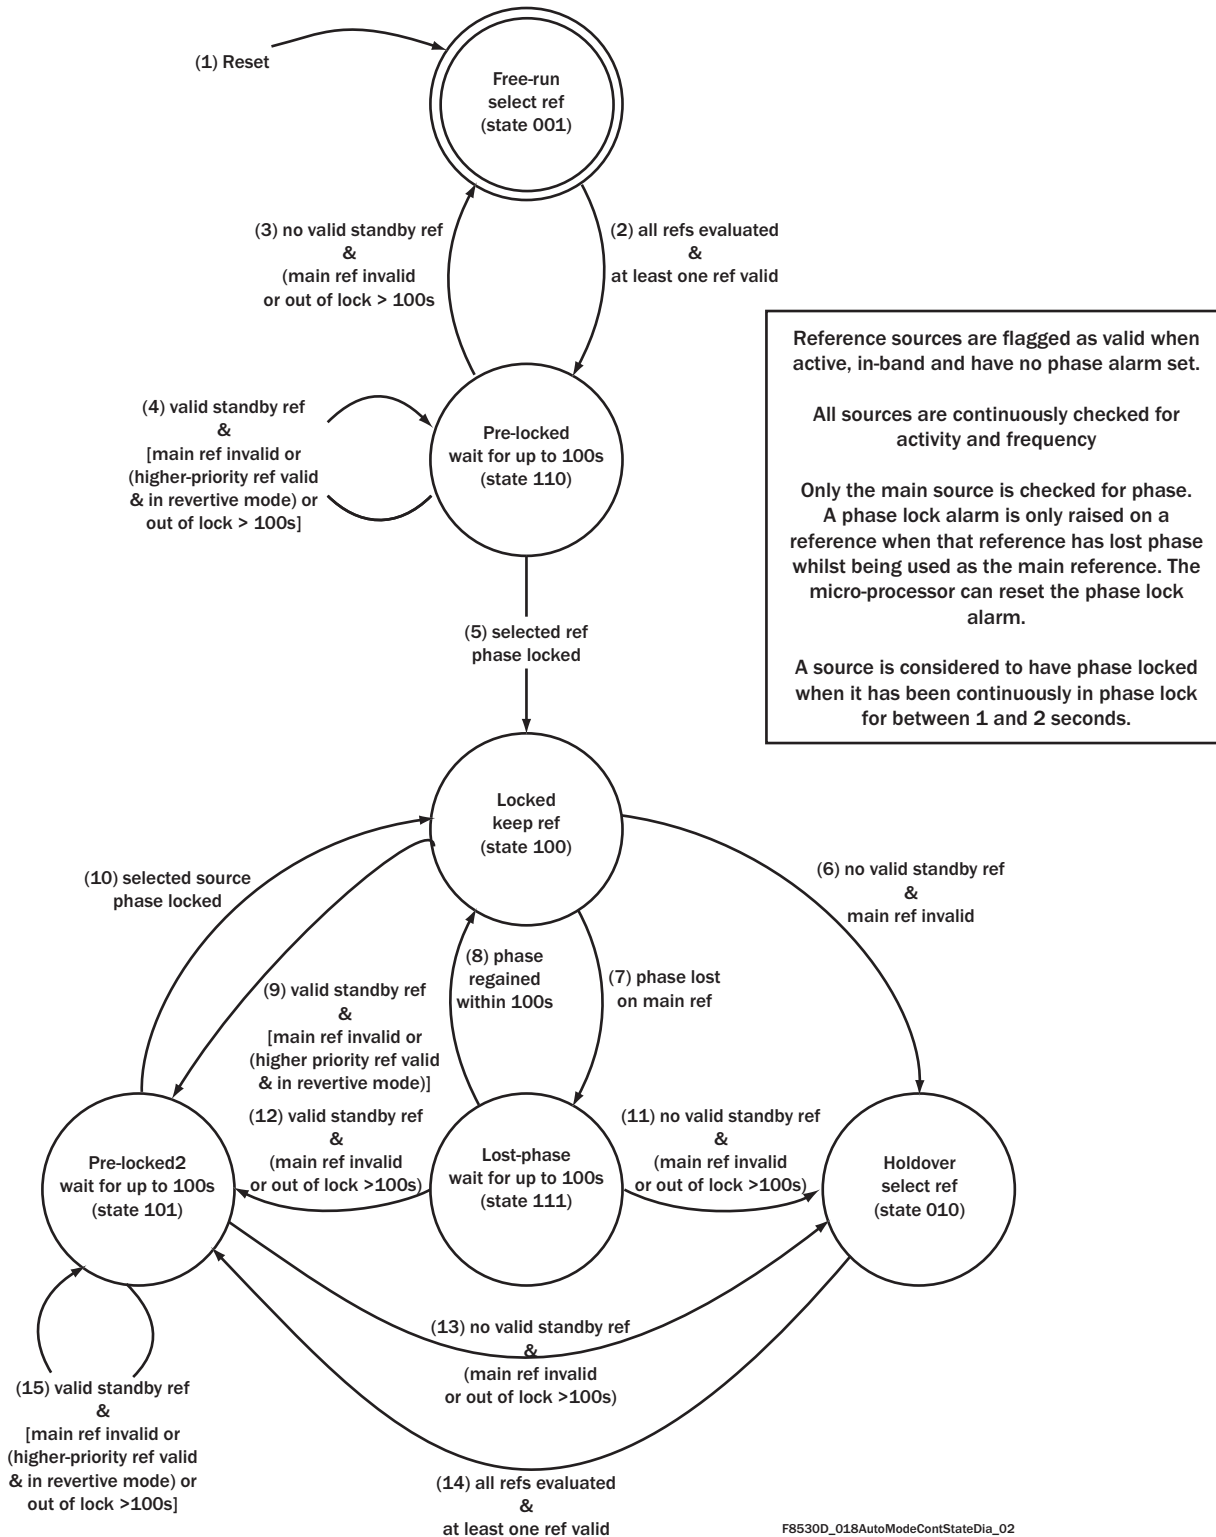 (1) Reset
Free-run
select ref
(state 001)
(3) no valid standby ref
&
(main ref invalid
or out of lock > 100s
(2) all refs evaluated
&
at least one ref valid
Reference sources are flagged as valid when
active, in-band and have no phase alarm set.
All sources are continuously checked for
activity and frequency
Only the main source is checked for phase.
A phase lock alarm is only raised on a
reference when that reference has lost phase
whilst being used as the main reference. The
micro-processor can reset the phase lock
alarm.
A source is considered to have phase locked
when it has been continuously in phase lock
for between 1 and 2 seconds.
(4) valid standby ref
&
[main ref invalid or
(higher-priority ref valid
& in revertive mode) or
out of lock > 100s]
Pre-locked
wait for up to 100s
(state 110)
(5) selected ref
phase locked
Locked
keep ref
(state 100)
(10) selected source
phase locked
(6) no valid standby ref
&
main ref invalid
(8) phase
regained
within 100s
(7) phase lost
on main ref
(9) valid standby ref
&
[main ref invalid or
(higher priority ref valid
& in revertive mode)]
(12) valid standby ref
&
(main ref invalid
or out of lock >100s)
(11) no valid standby ref
&
(main ref invalid
or out of lock >100s)
Pre-locked2
wait for up to 100s
(state 101)
Lost-phase
wait for up to 100s
(state 111)
Holdover
select ref
(state 010)
(13) no valid standby ref
&
(main ref invalid
or out of lock >100s)
(15) valid standby ref
&
[main ref invalid or
(higher-priority ref valid
& in revertive mode) or
out of lock >100s]
(14) all refs evaluated
&
at least one ref valid
F8530D_018AutoModeContStateDia_02